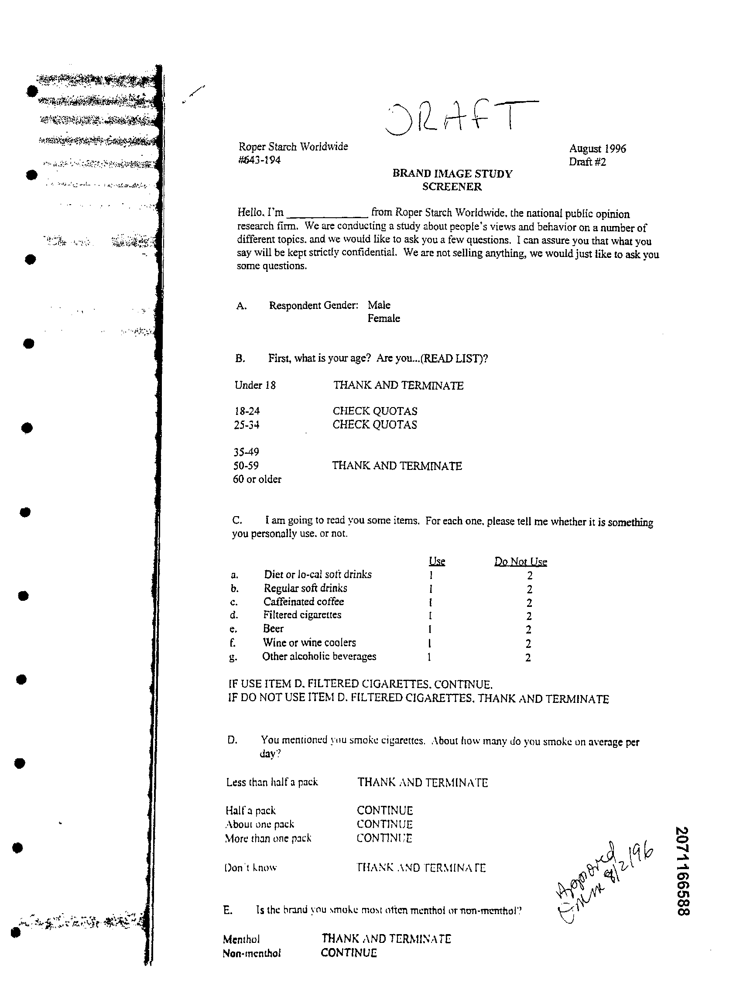 DRAFT
Roper Starch Worldwide August 1996
#643-194 Draft #2
BRAND IMAGE STUDY
SCREENER
Hello. I'm ______________ from Roper Starch Worldwide, the national public opinion
research firm. We are conducting a study about people's views and behavior on a number of
different topics, and we would like to ask you a few questions. I can assure you that what you
say will be kept strictly confidential. We are not selling anything, we would just like to ask you
some questions.
A. Respondent Gender: Male
Female
B. First, what is your age? Are you...(READ LIST)?
Under 18 THANK AND TERMINATE
18-24 CHECK QUOTAS
25-34 CHECK QUOTAS
35-49
50-59 THANK AND TERMINATE
60 or older
C. I am going to read you some items. For each one, please tell me whether it is something
you personally use, or not.
Use Do Not Use
a. Diet or lo-cal soft drinks 1 2
b. Regular soft drinks 1 2
c. Caffeinated coffee 1 2
d. Filtered cigarettes 1 2
e. Beer 1 2
f. Wine or wine coolers 1 2
g. Other alcoholic beverages 1 2
IF USE ITEM D. FILTERED CIGARETTES, CONTINUE.
IF DO NOT USE ITEM D. FILTERED CIGARETTES, THANK AND TERMINATE
D. You mentioned you smoke cigarettes. About how many do you smoke on average per
day?
Less than half a pack THANK AND TERMINATE
Half a pack CONTINUE
About one pack CONTINUE
More than one pack CONTINUE
Don't know THANK AND TERMINATE
Approved
8/2/96
2071166588
E. Is the brand you smoke most often menthol or non-menthol?
Menthol THANK AND TERMINATE
Non-menthol CONTINUE